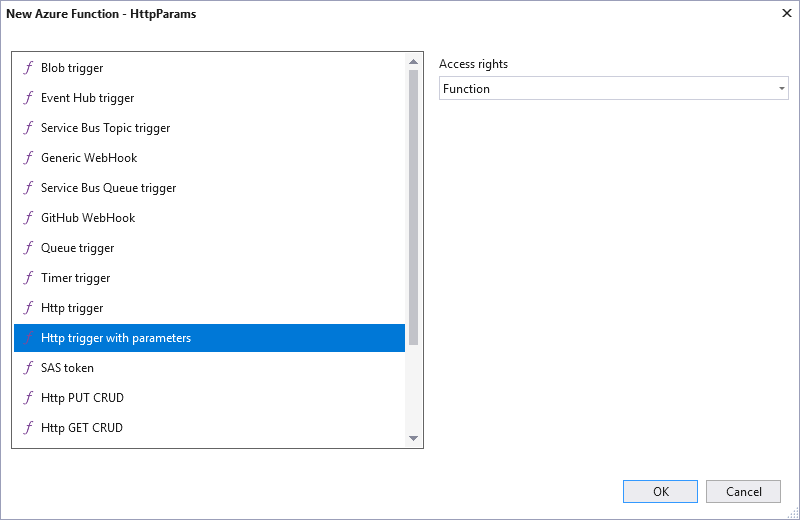 New Azure Function - HttpParams
Blob trigger
Event Hub trigger
Service Bus Topic trigger
Generic WebHook
Service Bus Queue trigger
GitHub WebHook
Queue trigger
Timer trigger
Http trigger
Http trigger with parameters
SAS token
Http PUT CRUD
Http GET CRUD
Access rights
Function
OK
Cancel